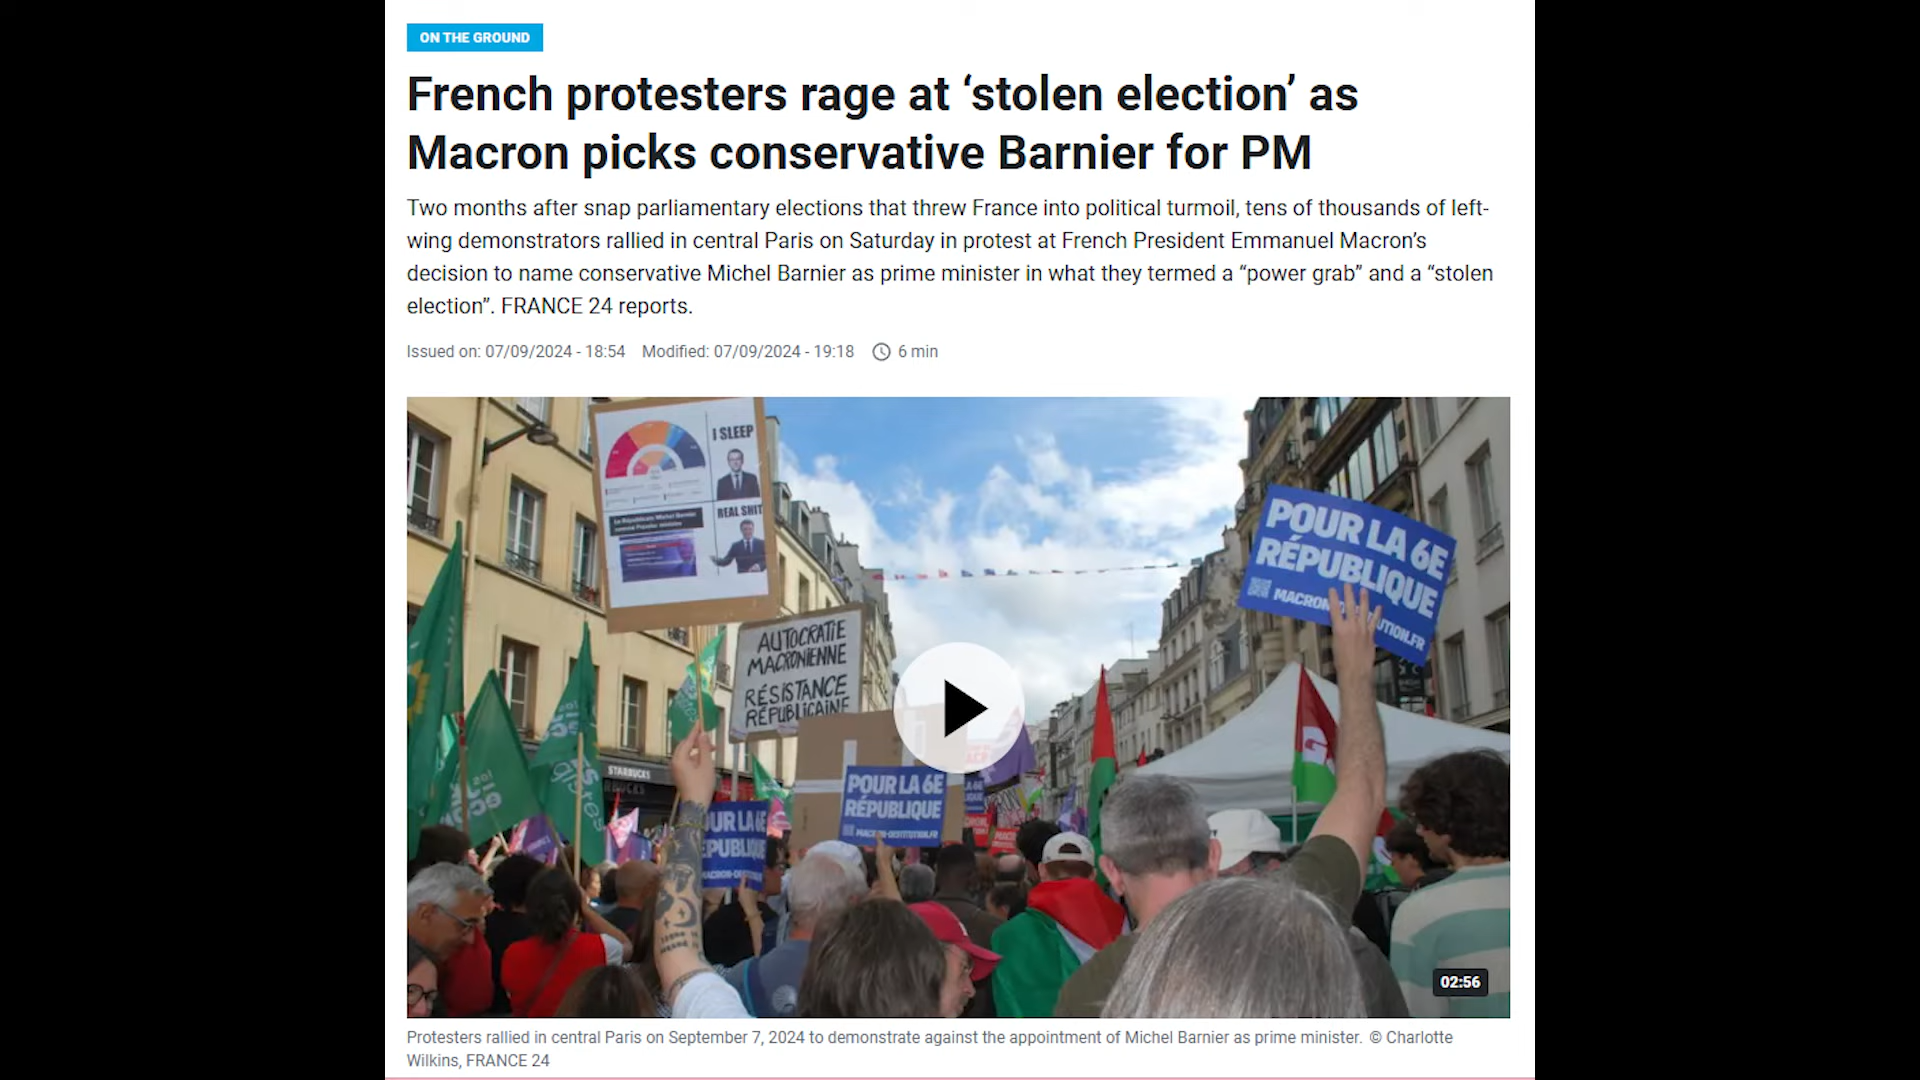 ON THE GROUND
French protesters rage at ‘stolen election’ as
Macron picks conservative Barnier for PM
Two months after snap parliamentary elections that threw France into political turmoil, tens of thousands of left-
wing demonstrators rallied in central Paris on Saturday in protest at French President Emmanuel Macron’s
decision to name conservative Michel Barnier as prime minister in what they termed a “power grab” and a “stolen
election”. FRANCE 24 reports.
Issued on: 07/09/2024 - 18:54 Modified: 07/09/2024 - 19:18 6 min
I SLEEP
REAL SHIT
POUR LA 6E
RÉPUBLIQUE
AUTOCRATIE
MACRONIENNE
RÉSISTANCE
RÉPUBLICAINE
STARBUCKS
POUR LA 6E
RÉPUBLIQUE
MACRON-DESTITUTION.FR
02:56
Protesters rallied in central Paris on September 7, 2024 to demonstrate against the appointment of Michel Barnier as prime minister. © Charlotte
Wilkins, FRANCE 24